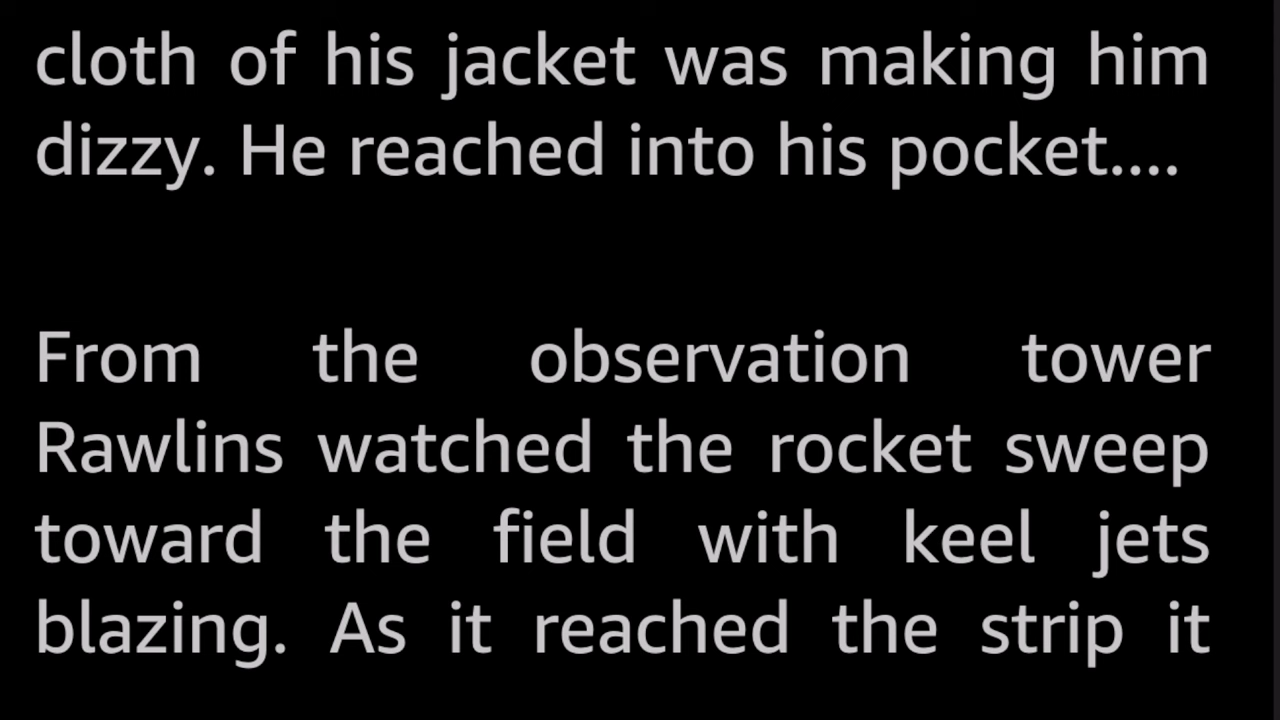 cloth of his jacket was making him
dizzy. He reached into his pocket....
From the observation tower
Rawlins watched the rocket sweep
toward the field with keel jets
blazing. As it reached the strip it